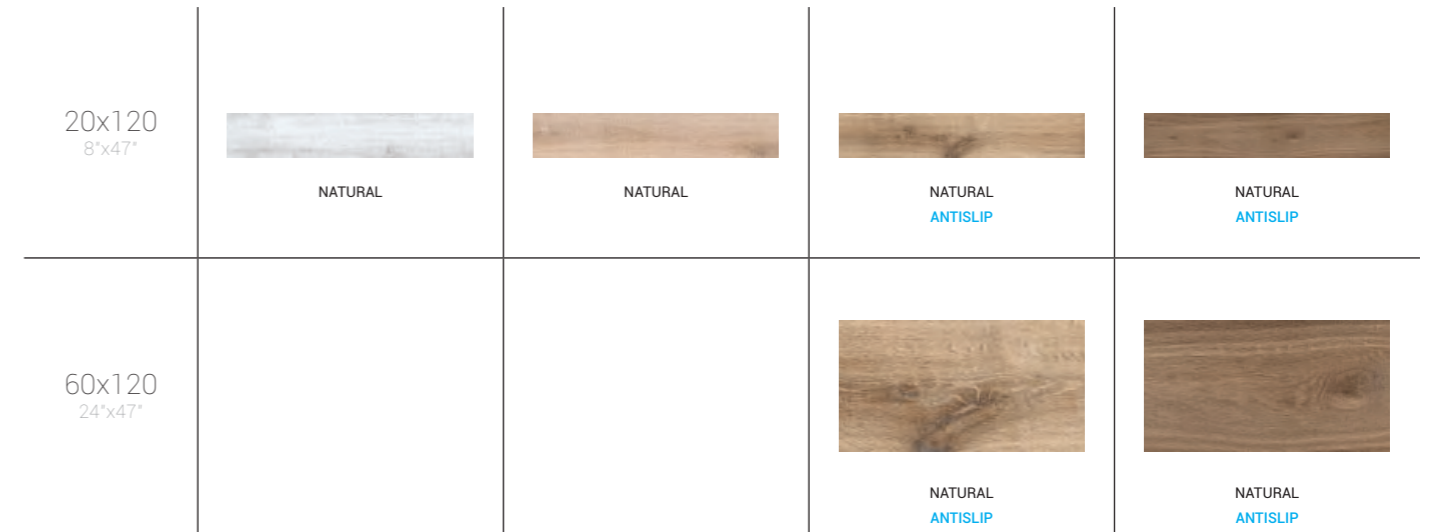 20x120
8"x47"
NATURAL
NATURAL
NATURAL
ANTISLIP
NATURAL
ANTISLIP
60x120
24"x47"
NATURAL
ANTISLIP
NATURAL
ANTISLIP